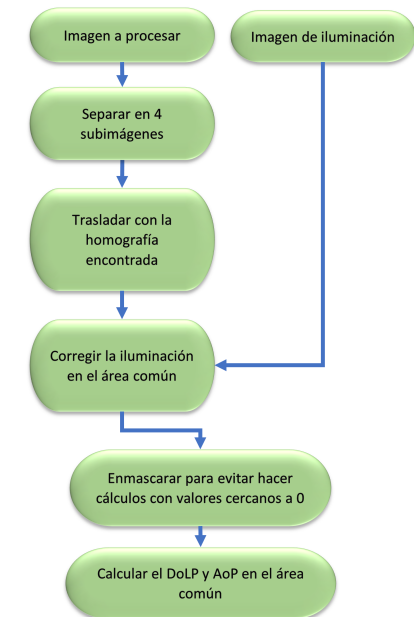 Imagen a procesar
Imagen de iluminación
Separar en 4
subimágenes
Trasladar con la
homografía
encontrada
Corregir la iluminación
en el área común
Enmascarar para evitar hacer
cálculos con valores cercanos a 0
Calcular el DoLP y AoP en el área
común